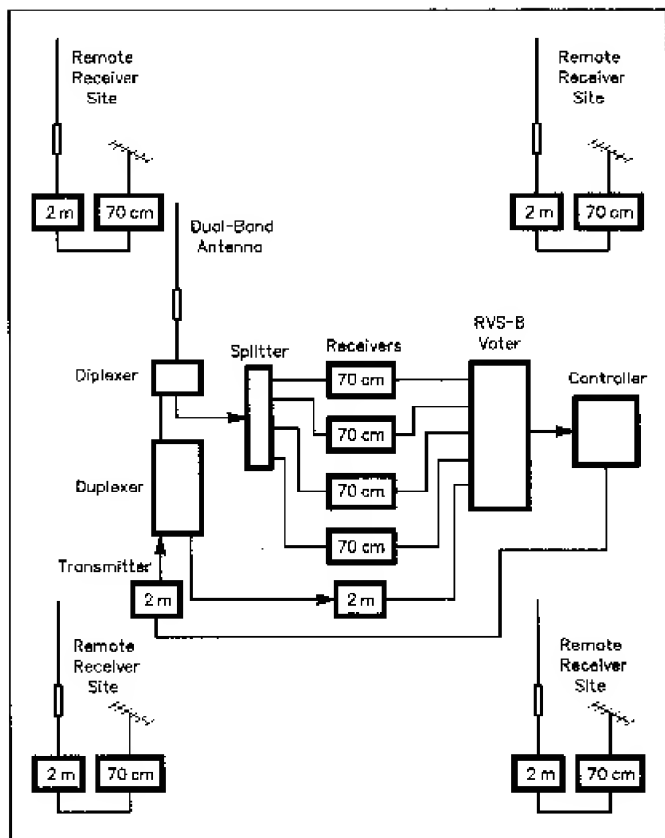 Remote
Receiver
Site
2 m
70 cm
Remote
Receiver
Site
2 m
70 cm
Dual-Band
Antenna
Diplexer
Splitter
Receivers
RVS-B
Voter
Controller
70 cm
70 cm
70 cm
70 cm
Duplexer
Transmitter
2 m
2 m
Remote
Receiver
Site
2 m
70 cm
Remote
Receiver
Site
2 m
70 cm